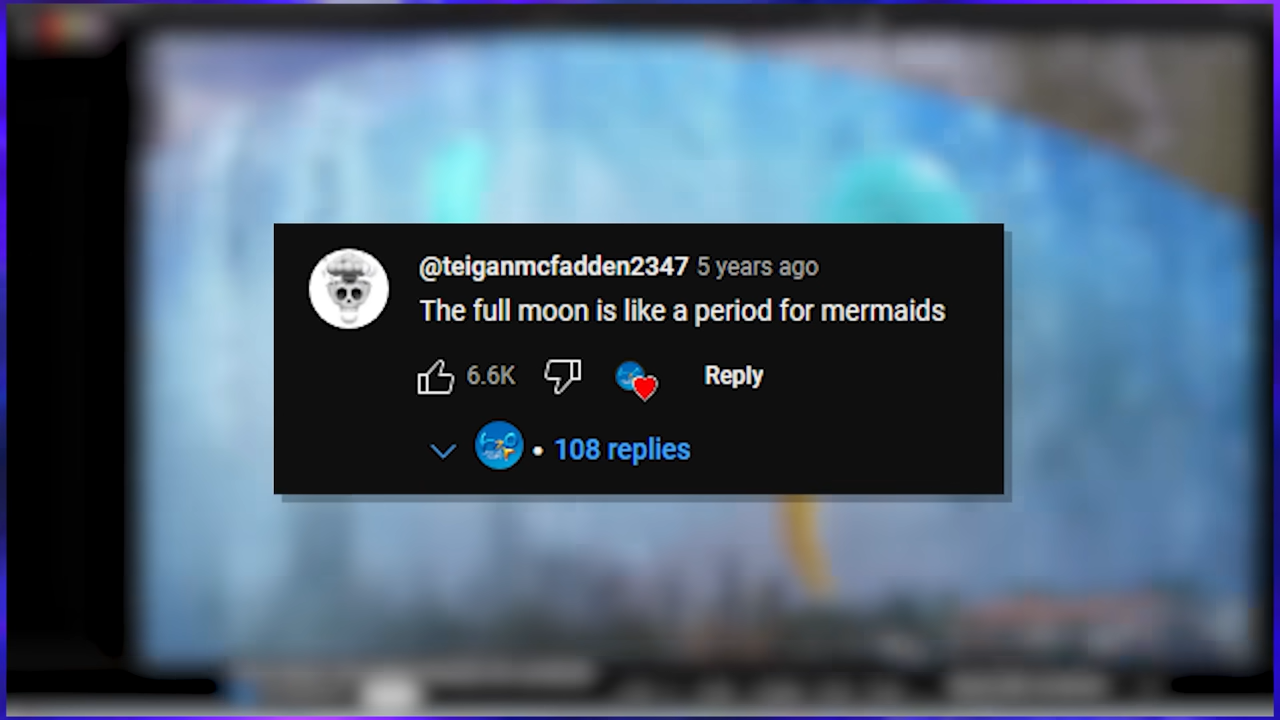 @teiganmcfadden2347 5 years ago
The full moon is like a period for mermaids
6.6K Reply
108 replies